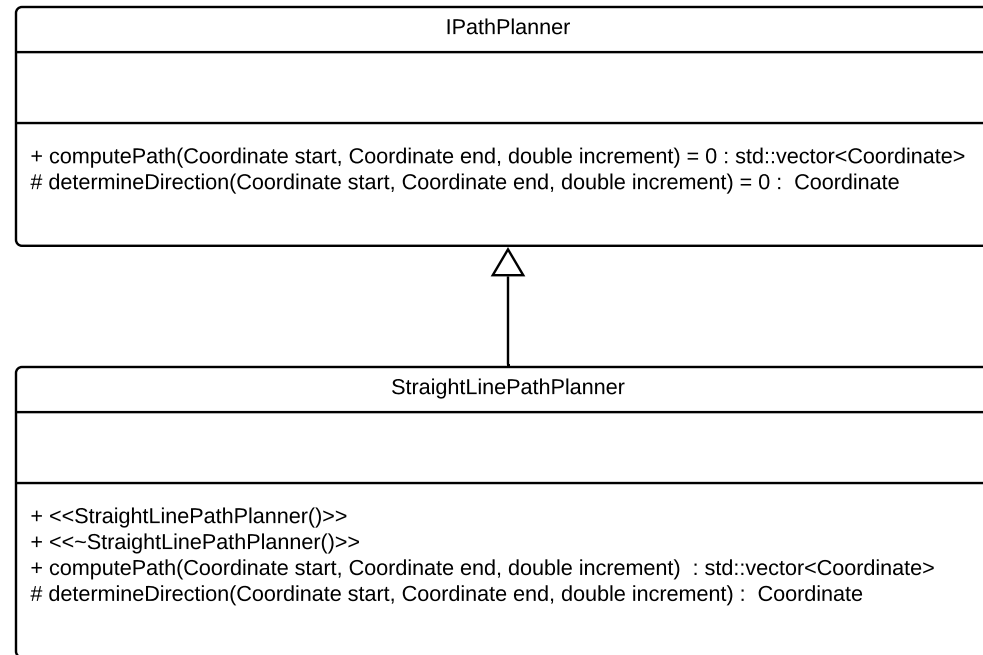 IPathPlanner
+ computePath(Coordinate start, Coordinate end, double increment) = 0 : std::vector<Coordinate>
# determineDirection(Coordinate start, Coordinate end, double increment) = 0 :  Coordinate
StraightLinePathPlanner
+ <<StraightLinePathPlanner()>>
+ <<~StraightLinePathPlanner()>>
+ computePath(Coordinate start, Coordinate end, double increment)  : std::vector<Coordinate>
# determineDirection(Coordinate start, Coordinate end, double increment) :  Coordinate